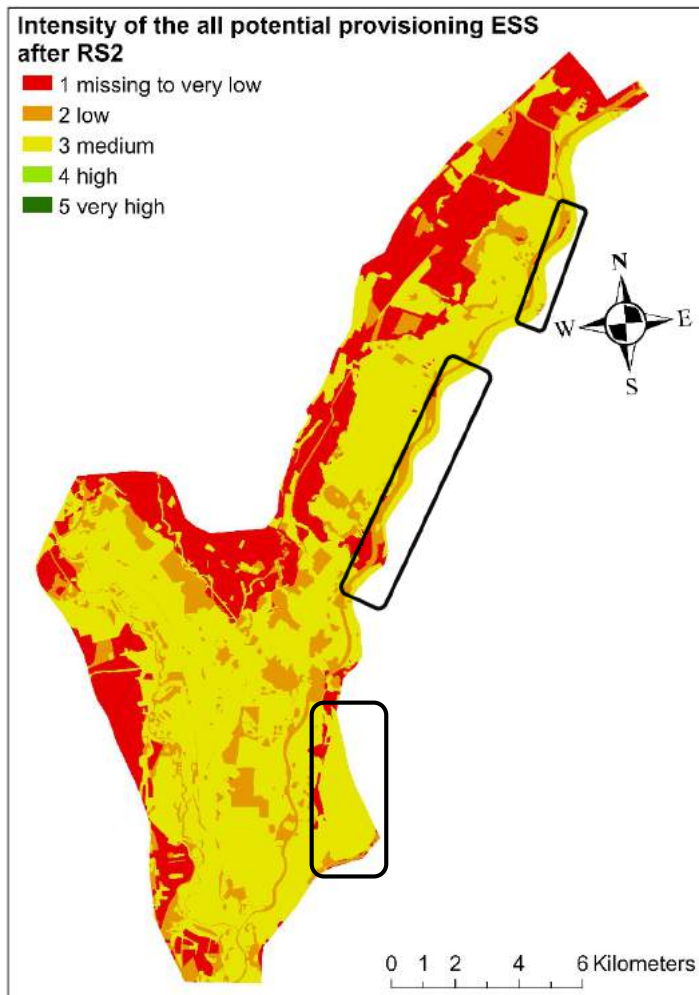 Intensity of the all potential provisioning ESS
after RS2
1 missing to very low
2 low
3 medium
4 high
5 very high
N
W
E
S
0 1 2 4 6 Kilometers